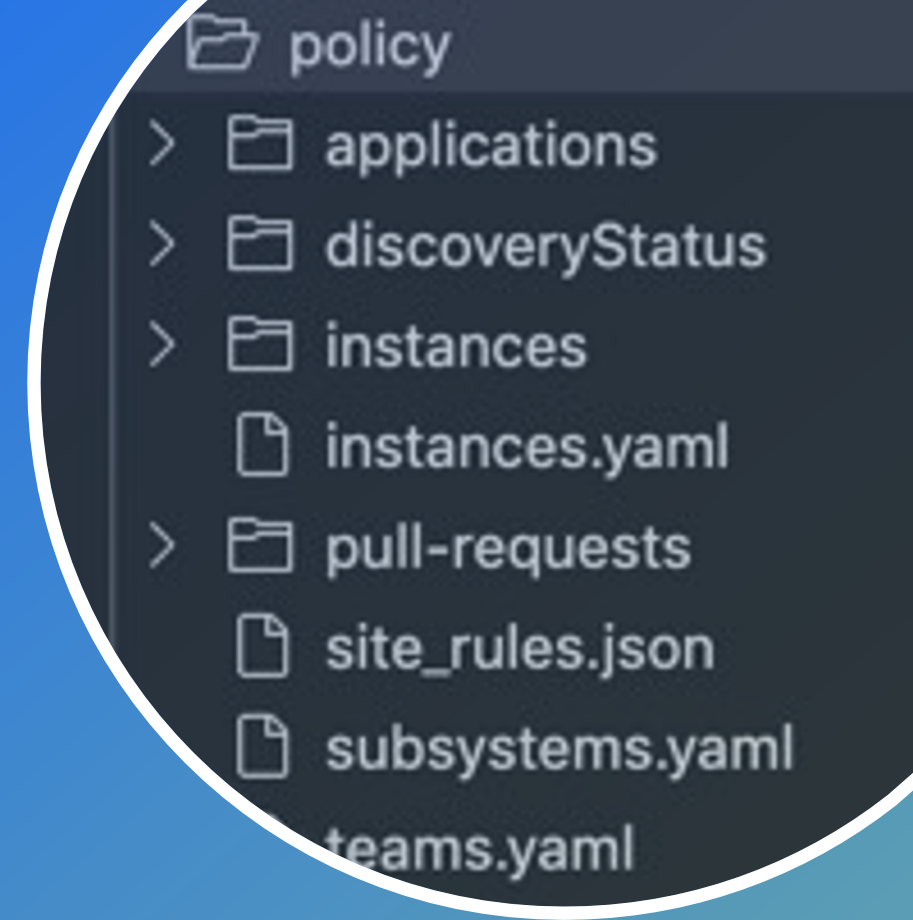 policy
applications
discoveryStatus
instances
instances.yaml
pull-requests
site_rules.json
subsystems.yaml
teams.yaml